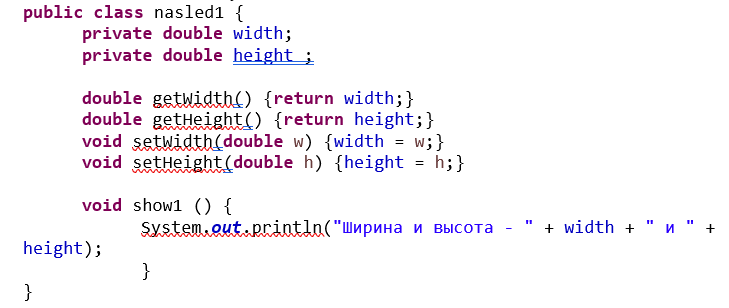 public class nasled1 {
private double width;
private double height ;
double getWidth() {return width;}
double getHeight() {return height;}
void setWidth(double w) {width = w;}
void setHeight(double h) {height = h;}
void show1 () {
System.out.println("Ширина и высота - " + width + " и " +
height);
}
}